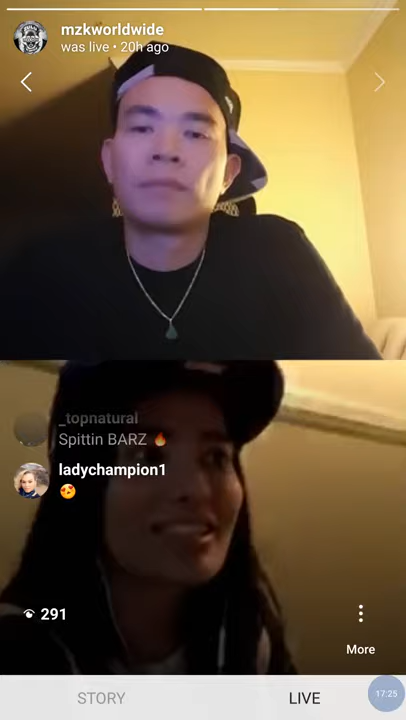 mzkworldwide
was live • 20h ago
_topnatural
Spittin BARZ 🔥
ladychampion1
😍
291
More
STORY
LIVE
17:25